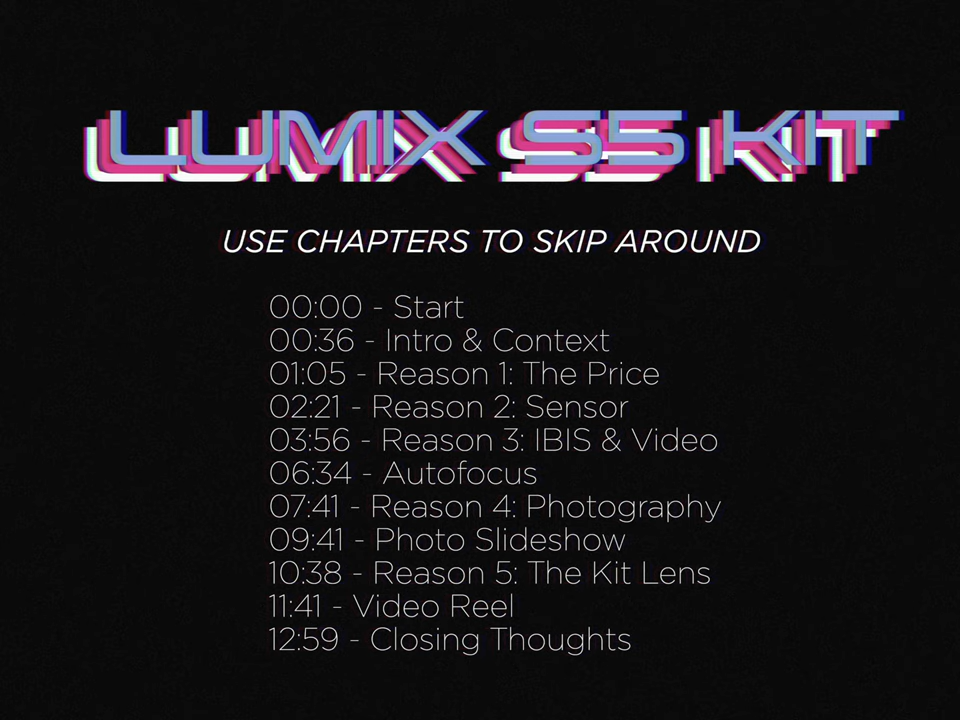 LUMIX S5 KIT
USE CHAPTERS TO SKIP AROUND
00:00 - Start
00:36 - Intro & Context
01:05 - Reason 1: The Price
02:21 - Reason 2: Sensor
03:56 - Reason 3: IBIS & Video
06:34 - Autofocus
07:41 - Reason 4: Photography
09:41 - Photo Slideshow
10:38 - Reason 5: The Kit Lens
11:41 - Video Reel
12:59 - Closing Thoughts